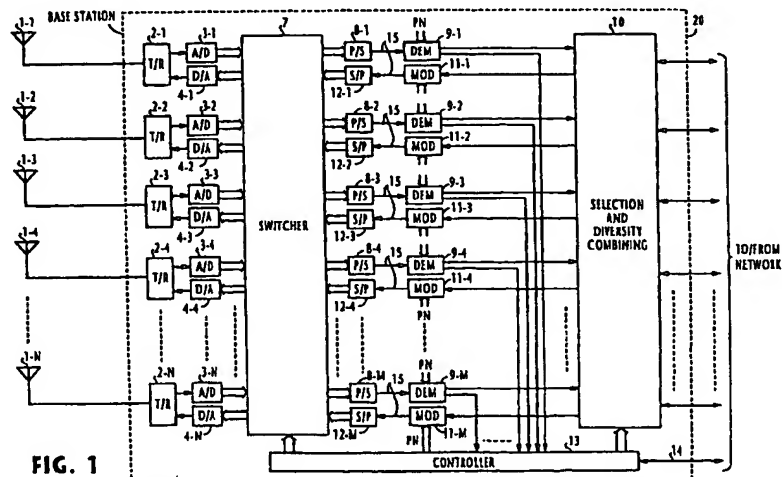 BASE STATION
7
10
20
1-1
2-1
T/R
3-1
A/D
D/A
4-1
8-1
P/S
15
S/P
12-1
PN
9-1
DEM
MOD
11-1
1-2
2-2
T/R
3-2
A/D
D/A
4-2
8-2
P/S
15
S/P
12-2
9-2
DEM
MOD
11-2
1-3
2-3
T/R
3-3
A/D
D/A
4-3
8-3
P/S
15
S/P
12-3
9-3
DEM
MOD
11-3
1-4
2-4
T/R
3-4
A/D
D/A
4-4
8-4
P/S
15
S/P
12-4
9-4
DEM
MOD
11-4
PN
SWITCHER
SELECTION
AND
DIVERSITY
COMBINING
TO/FROM
NETWORK
1-N
2-N
T/R
3-N
A/D
D/A
4-N
8-M
P/S
15
S/P
12-M
PN
9-M
DEM
MOD
11-M
PN
13
14
CONTROLLER
FIG. 1